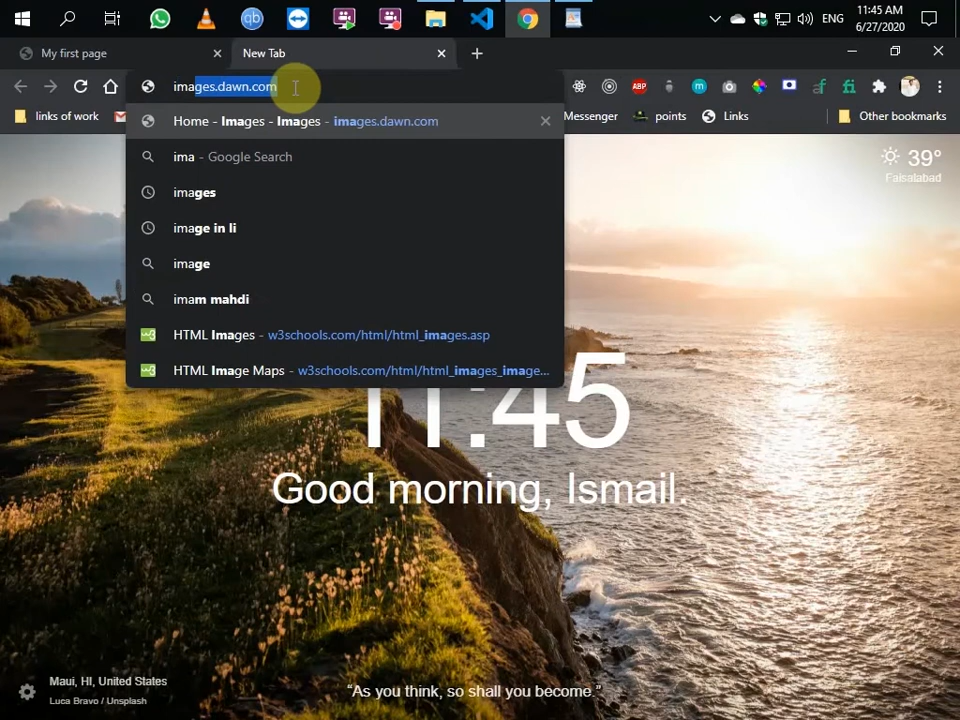 11:45 AM
ENG
6/27/2020
My first page
New Tab
images.dawn.com
ABP
links of work
Messenger
points
Links
Other bookmarks
Home - Images - Images - images.dawn.com
ima - Google Search
images
image in li
image
imam mahdi
HTML Images - w3schools.com/html/html_images.asp
HTML Image Maps - w3schools.com/html/html_images_image...
39°
Faisalabad
11:45
Good morning, Ismail.
Maui, HI, United States
Luca Bravo / Unsplash
“As you think, so shall you become.”